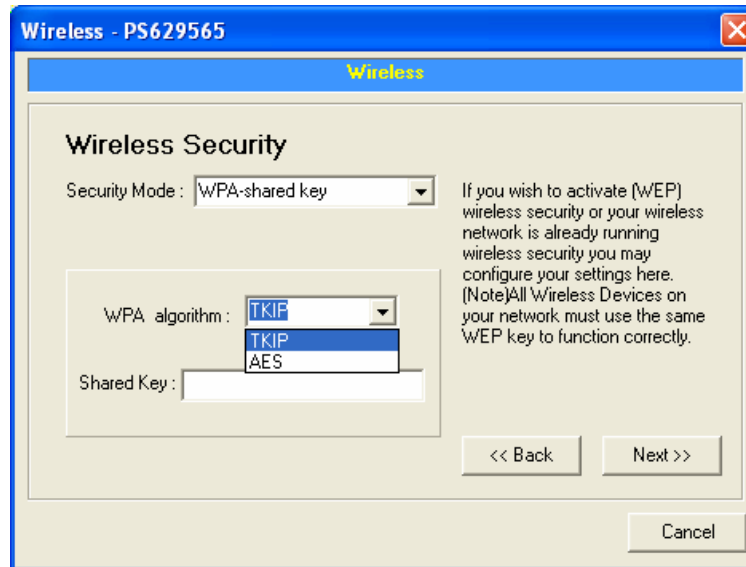 Wireless - PS629565
Wireless
Wireless Security
Security Mode : WPA-shared key
If you wish to activate (WEP)
wireless security or your wireless
network is already running
wireless security you may
configure your settings here.
(Note)All Wireless Devices on
your network must use the same
WEP key to function correctly.
WPA algorithm : TKIP
TKIP
AES
Shared Key :
<< Back
Next >>
Cancel